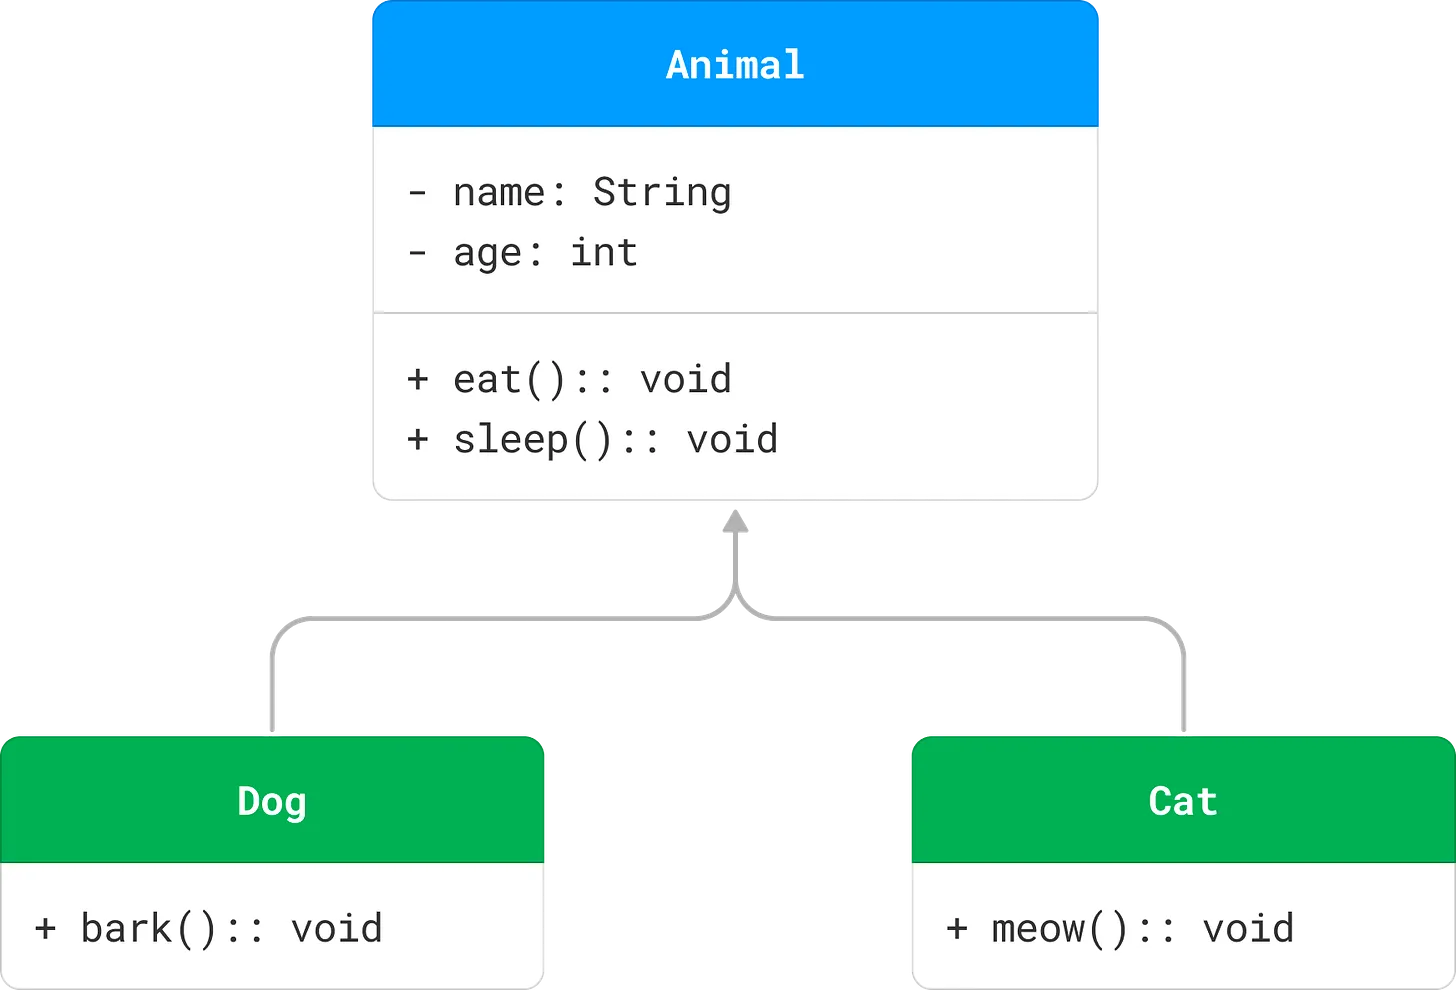 Animal
- name: String
- age: int
+ eat():: void
+ sleep():: void
Dog
+ bark():: void
Cat
+ meow():: void